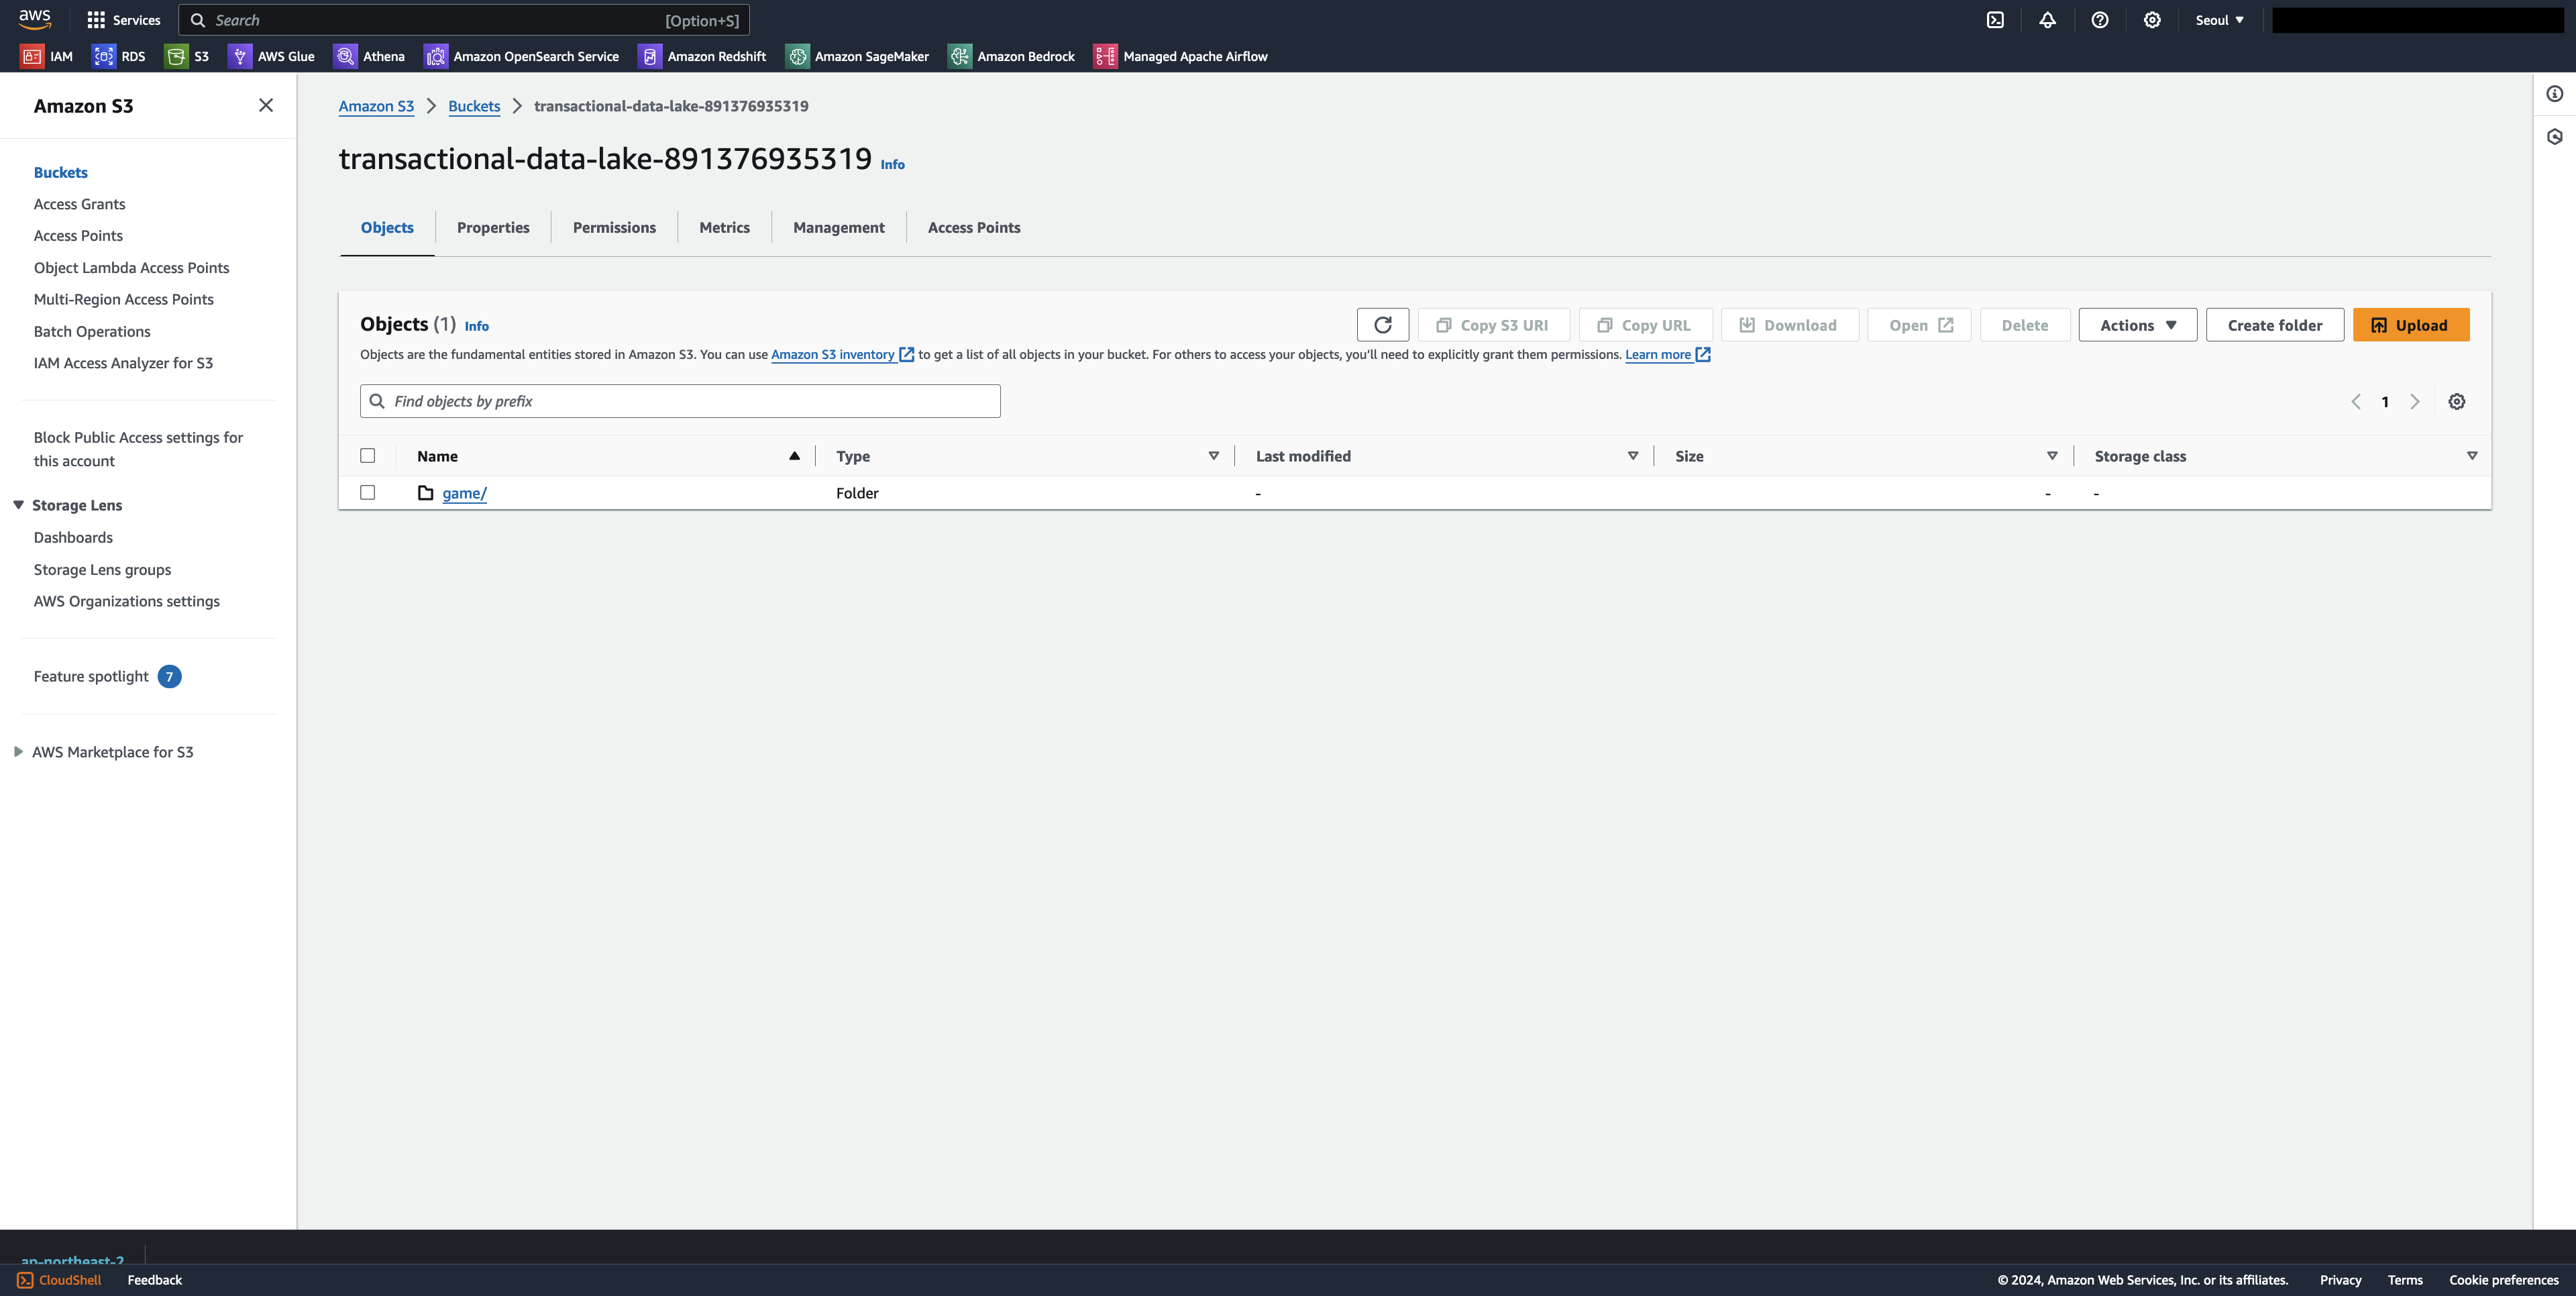 aws Services Search [Option+S] Seoul ▼
IAM RDS S3 AWS Glue Athena Amazon OpenSearch Service Amazon Redshift Amazon SageMaker Amazon Bedrock Managed Apache Airflow
Amazon S3
Buckets
Access Grants
Access Points
Object Lambda Access Points
Multi-Region Access Points
Batch Operations
IAM Access Analyzer for S3
Block Public Access settings for
this account
Storage Lens
Dashboards
Storage Lens groups
AWS Organizations settings
Feature spotlight 7
AWS Marketplace for S3
Amazon S3 > Buckets > transactional-data-lake-891376935319
transactional-data-lake-891376935319 Info
Objects Properties Permissions Metrics Management Access Points
Objects (1) Info
Copy S3 URI Copy URL Download Open Delete Actions ▼ Create folder Upload
Objects are the fundamental entities stored in Amazon S3. You can use Amazon S3 inventory to get a list of all objects in your bucket. For others to access your objects, you'll need to explicitly grant them permissions. Learn more
Find objects by prefix
1
Name Type Last modified Size Storage class
game/ Folder - - -
ap-northeast-2
CloudShell Feedback © 2024, Amazon Web Services, Inc. or its affiliates. Privacy Terms Cookie preferences